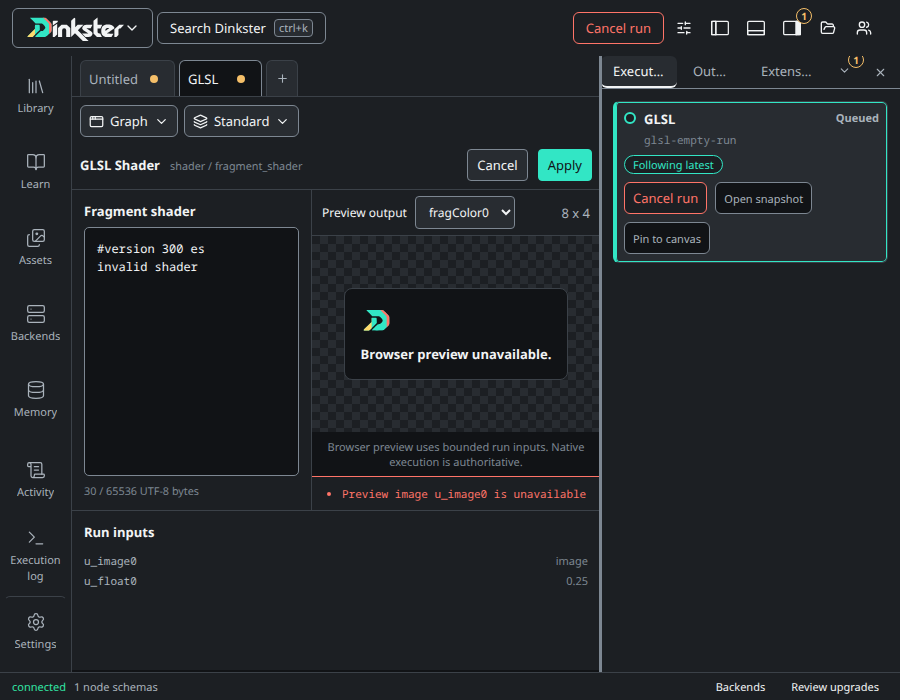 Dinkster
Search Dinkster ctrl+k
Cancel run
1
Library
Learn
Assets
Backends
Memory
Activity
Execution
log
Settings
Untitled
GLSL
+
Graph
Standard
GLSL Shader shader / fragment_shader
Cancel
Apply
Fragment shader
#version 300 es
invalid shader
30 / 65536 UTF-8 bytes
Preview output fragColor0 8 x 4
Browser preview unavailable.
Browser preview uses bounded run inputs. Native
execution is authoritative.
• Preview image u_image0 is unavailable
Run inputs
u_image0 image
u_float0 0.25
Execut... Out... Extens... 1
GLSL Queued
glsl-empty-run
Following latest
Cancel run Open snapshot
Pin to canvas
connected 1 node schemas
Backends Review upgrades